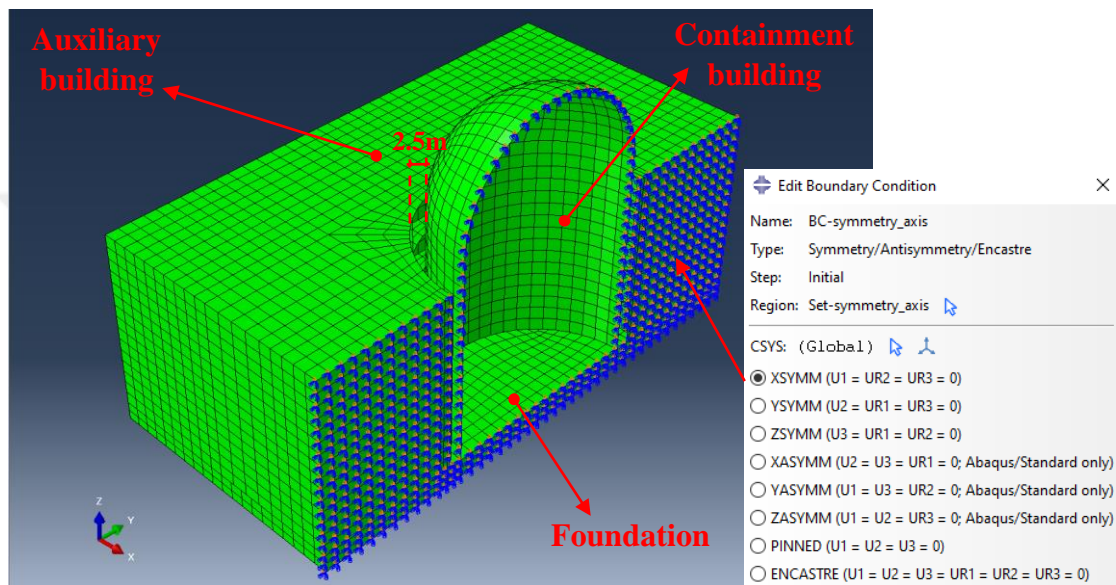 Auxiliary
building
Containment
building
2.5m
Foundation
Z
Y
X
Edit Boundary Condition
Name: BC-symmetry_axis
Type: Symmetry/Antisymmetry/Encastre
Step: Initial
Region: Set-symmetry_axis
CSYS: (Global)
XSYMM (U1 = UR2 = UR3 = 0)
YSYMM (U2 = UR1 = UR3 = 0)
ZSYMM (U3 = UR1 = UR2 = 0)
XASYMM (U2 = U3 = UR1 = 0; Abaqus/Standard only)
YASYMM (U1 = U3 = UR2 = 0; Abaqus/Standard only)
ZASYMM (U1 = U2 = UR3 = 0; Abaqus/Standard only)
PINNED (U1 = U2 = U3 = 0)
ENCASTRE (U1 = U2 = U3 = UR1 = UR2 = UR3 = 0)